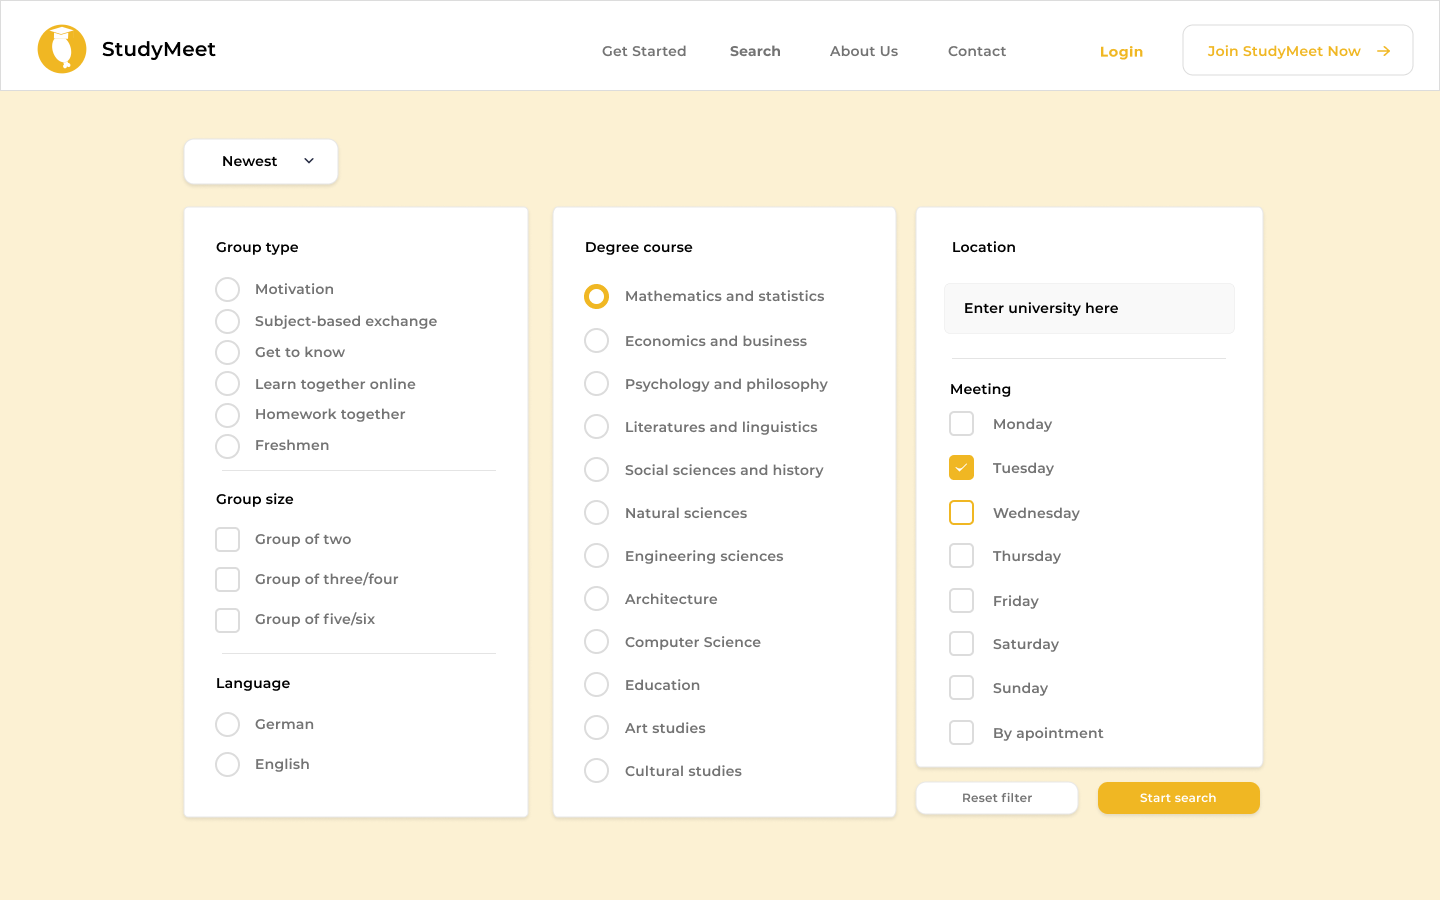 StudyMeet
Get Started
Search
About Us
Contact
Login
Join StudyMeet Now
Newest
Group type
Motivation
Subject-based exchange
Get to know
Learn together online
Homework together
Freshmen
Group size
Group of two
Group of three/four
Group of five/six
Language
German
English
Degree course
Mathematics and statistics
Economics and business
Psychology and philosophy
Literatures and linguistics
Social sciences and history
Natural sciences
Engineering sciences
Architecture
Computer Science
Education
Art studies
Cultural studies
Location
Enter university here
Meeting
Monday
Tuesday
Wednesday
Thursday
Friday
Saturday
Sunday
By apointment
Reset filter
Start search